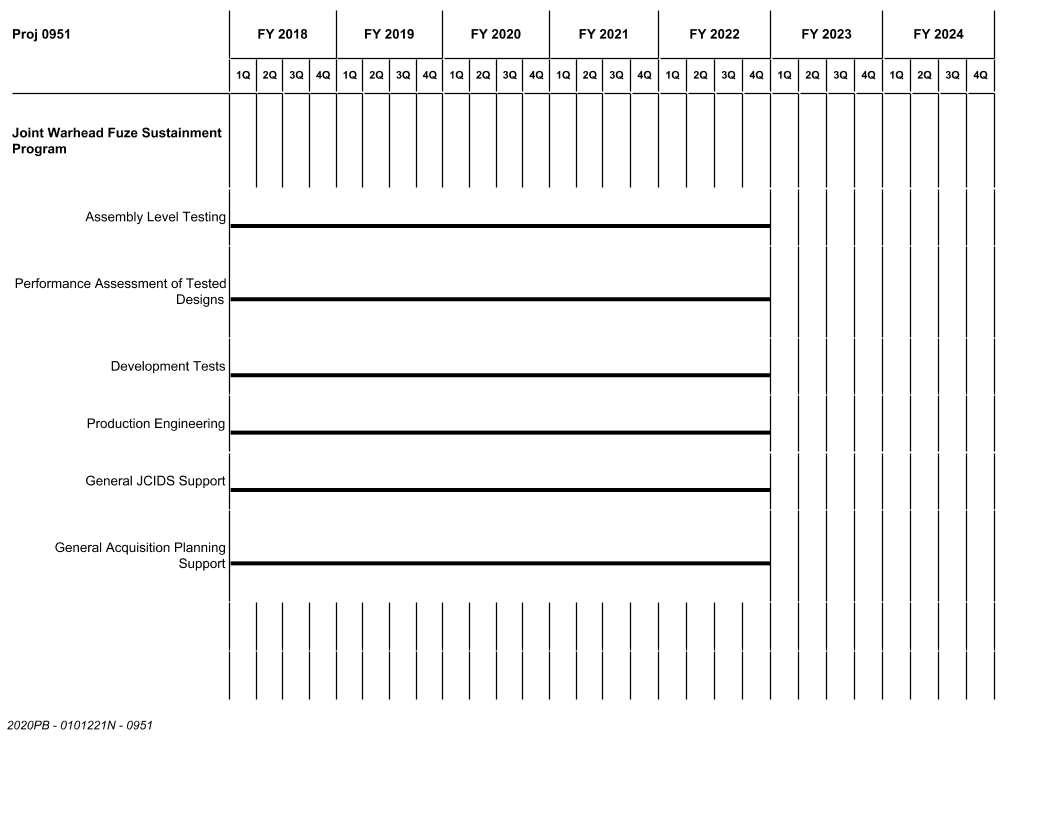 Proj 0951 FY 2018 FY 2019 FY 2020 FY 2021 FY 2022 FY 2023 FY 2024
1Q 2Q 3Q 4Q 1Q 2Q 3Q 4Q 1Q 2Q 3Q 4Q 1Q 2Q 3Q 4Q 1Q 2Q 3Q 4Q 1Q 2Q 3Q 4Q 1Q 2Q 3Q 4Q
Joint Warhead Fuze Sustainment
Program
Assembly Level Testing
Performance Assessment of Tested
Designs
Development Tests
Production Engineering
General JCIDS Support
General Acquisition Planning
Support
2020PB - 0101221N - 0951